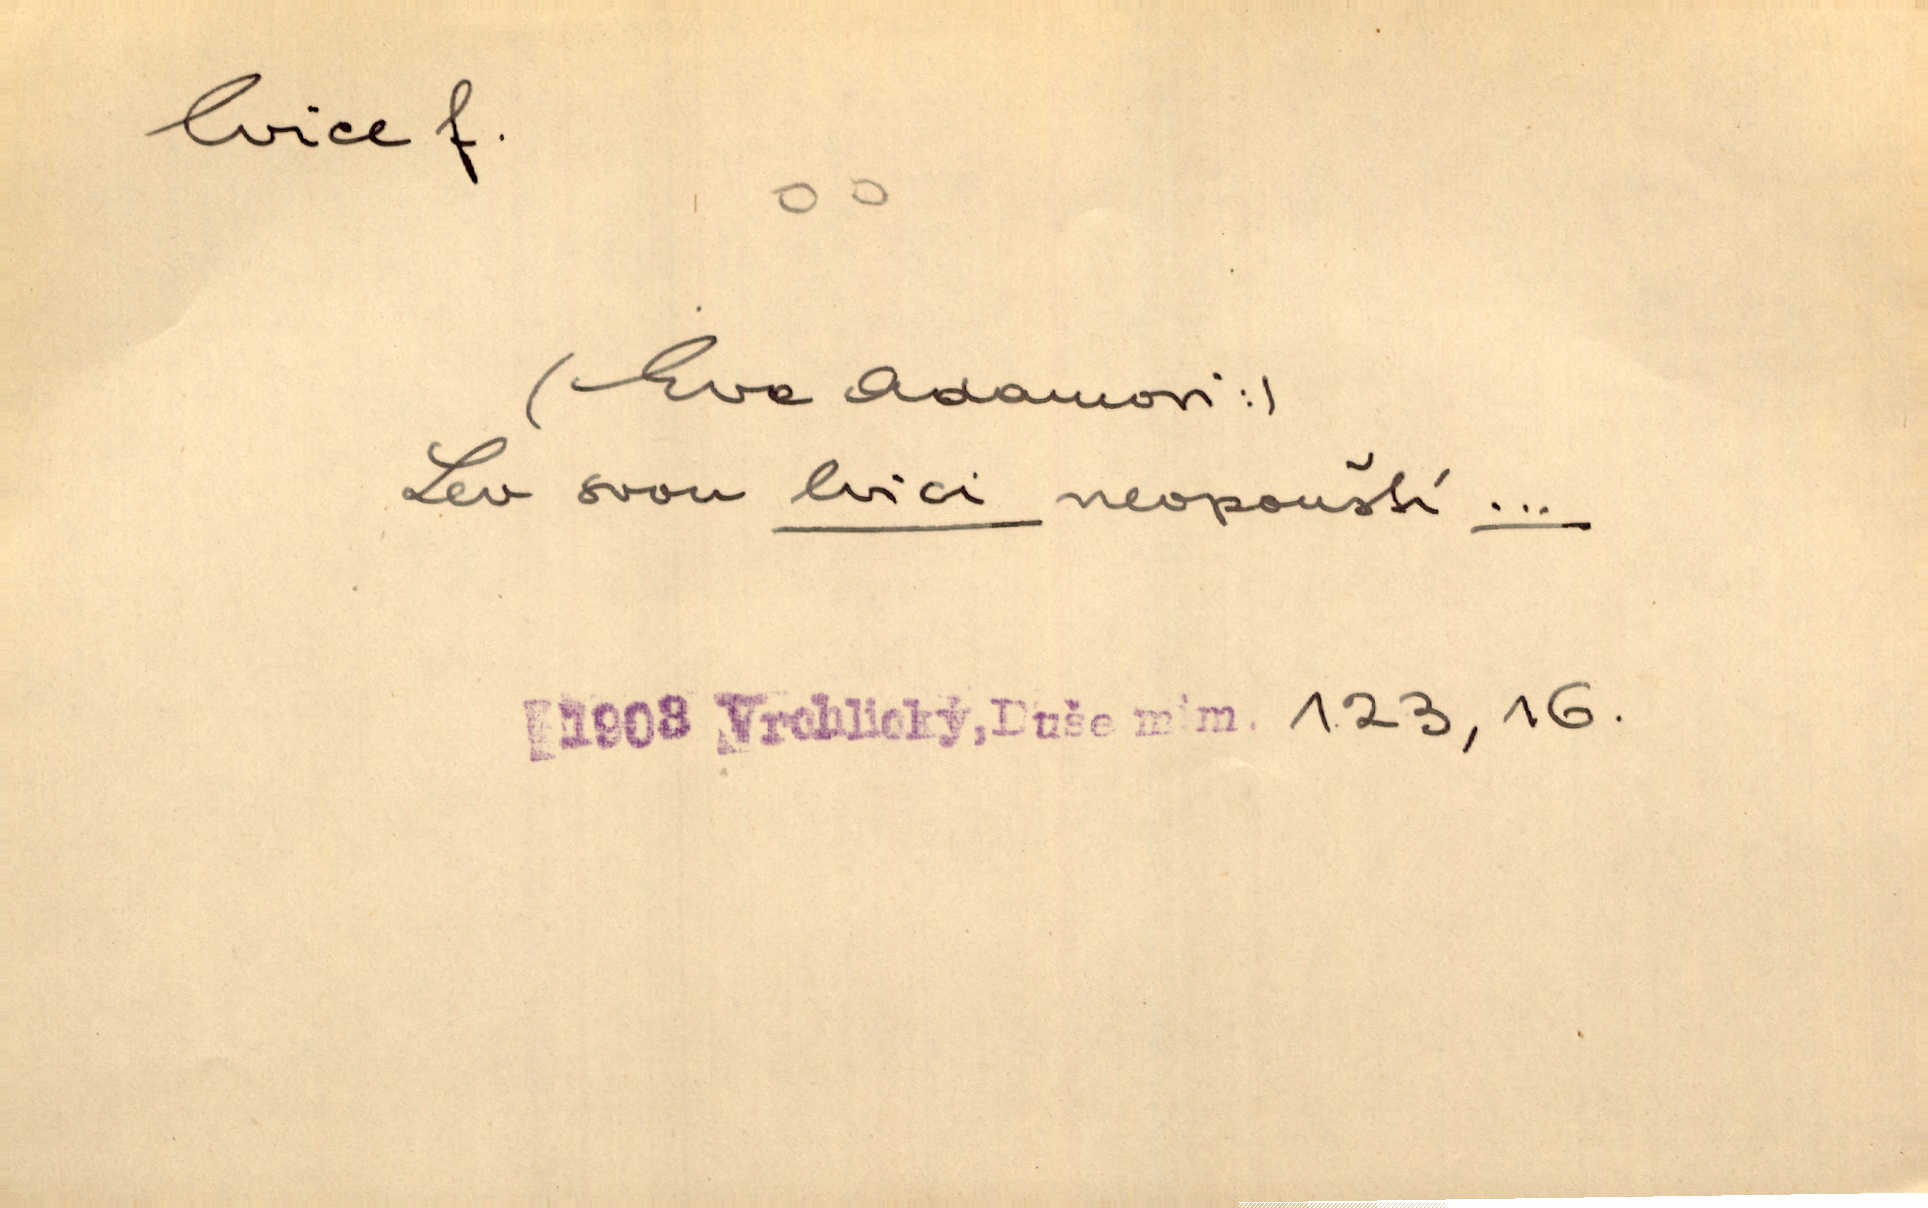 lvice f.
(Eva Adamovi:)
Lev svou lvici neopouští ...
1908 Vrchlický, Duše mim. 123, 16.